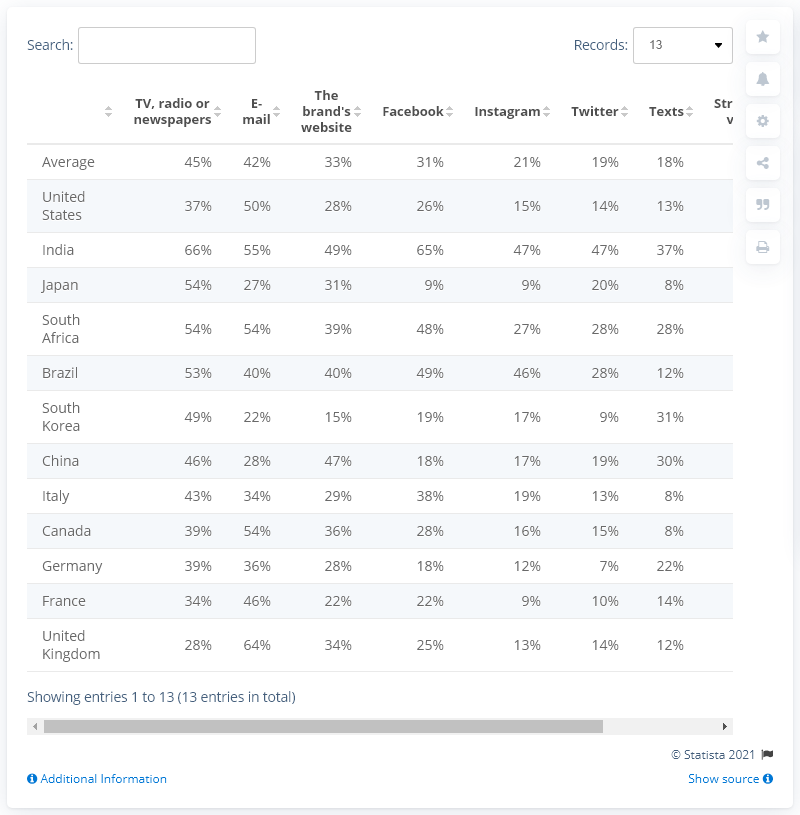 Search:
Records: 13
TV, radio or newspapers E-mail The brand's website Facebook Instagram Twitter Texts Str v
Average 45% 42% 33% 31% 21% 19% 18%
United States 37% 50% 28% 26% 15% 14% 13%
India 66% 55% 49% 65% 47% 47% 37%
Japan 54% 27% 31% 9% 9% 20% 8%
South Africa 54% 54% 39% 48% 27% 28% 28%
Brazil 53% 40% 40% 49% 46% 28% 12%
South Korea 49% 22% 15% 19% 17% 9% 31%
China 46% 28% 47% 18% 17% 19% 30%
Italy 43% 34% 29% 38% 19% 13% 8%
Canada 39% 54% 36% 28% 16% 15% 8%
Germany 39% 36% 28% 18% 12% 7% 22%
France 34% 46% 22% 22% 9% 10% 14%
United Kingdom 28% 64% 34% 25% 13% 14% 12%
Showing entries 1 to 13 (13 entries in total)
© Statista 2021
Additional Information
Show source